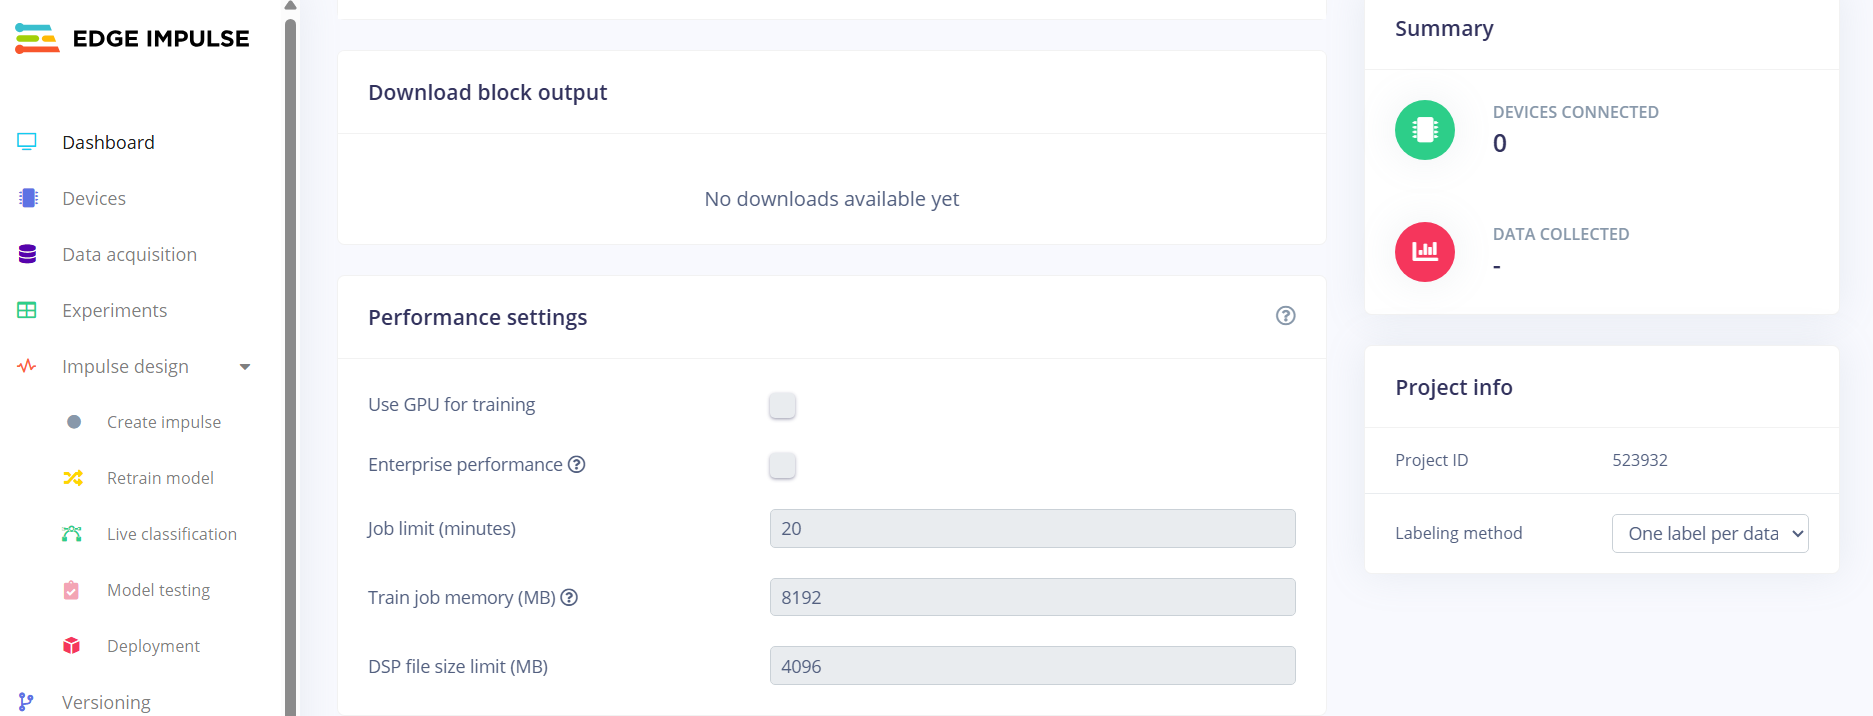 EDGE IMPULSE
Dashboard
Devices
Data acquisition
Experiments
Impulse design
Create impulse
Retrain model
Live classification
Model testing
Deployment
Versioning
Download block output
No downloads available yet
Performance settings
Use GPU for training
Enterprise performance
Job limit (minutes)
20
Train job memory (MB)
8192
DSP file size limit (MB)
4096
Summary
DEVICES CONNECTED
0
DATA COLLECTED
-
Project info
Project ID
523932
Labeling method
One label per data